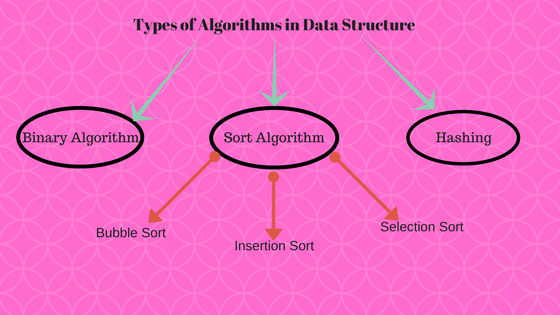 Types of Algorithms in Data Structure
Binary Algorithm
Sort Algorithm
Hashing
Bubble Sort
Insertion Sort
Selection Sort